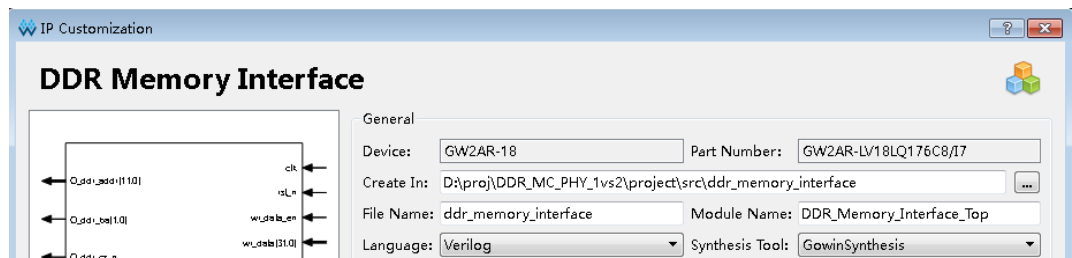 IP Customization
DDR Memory Interface
General
Device: GW2AR-18 Part Number: GW2AR-LV18LQ176C8/I7
Create In: D:\proj\DDR_MC_PHY_1vs2\project\src\ddr_memory_interface ...
File Name: ddr_memory_interface Module Name: DDR_Memory_Interface_Top
Language: Verilog Synthesis Tool: GowinSynthesis
clk
O_ddr_addr[11:0]
rst_n
O_ddr_ba[1:0] wr_data_en
wr_data[31:0]